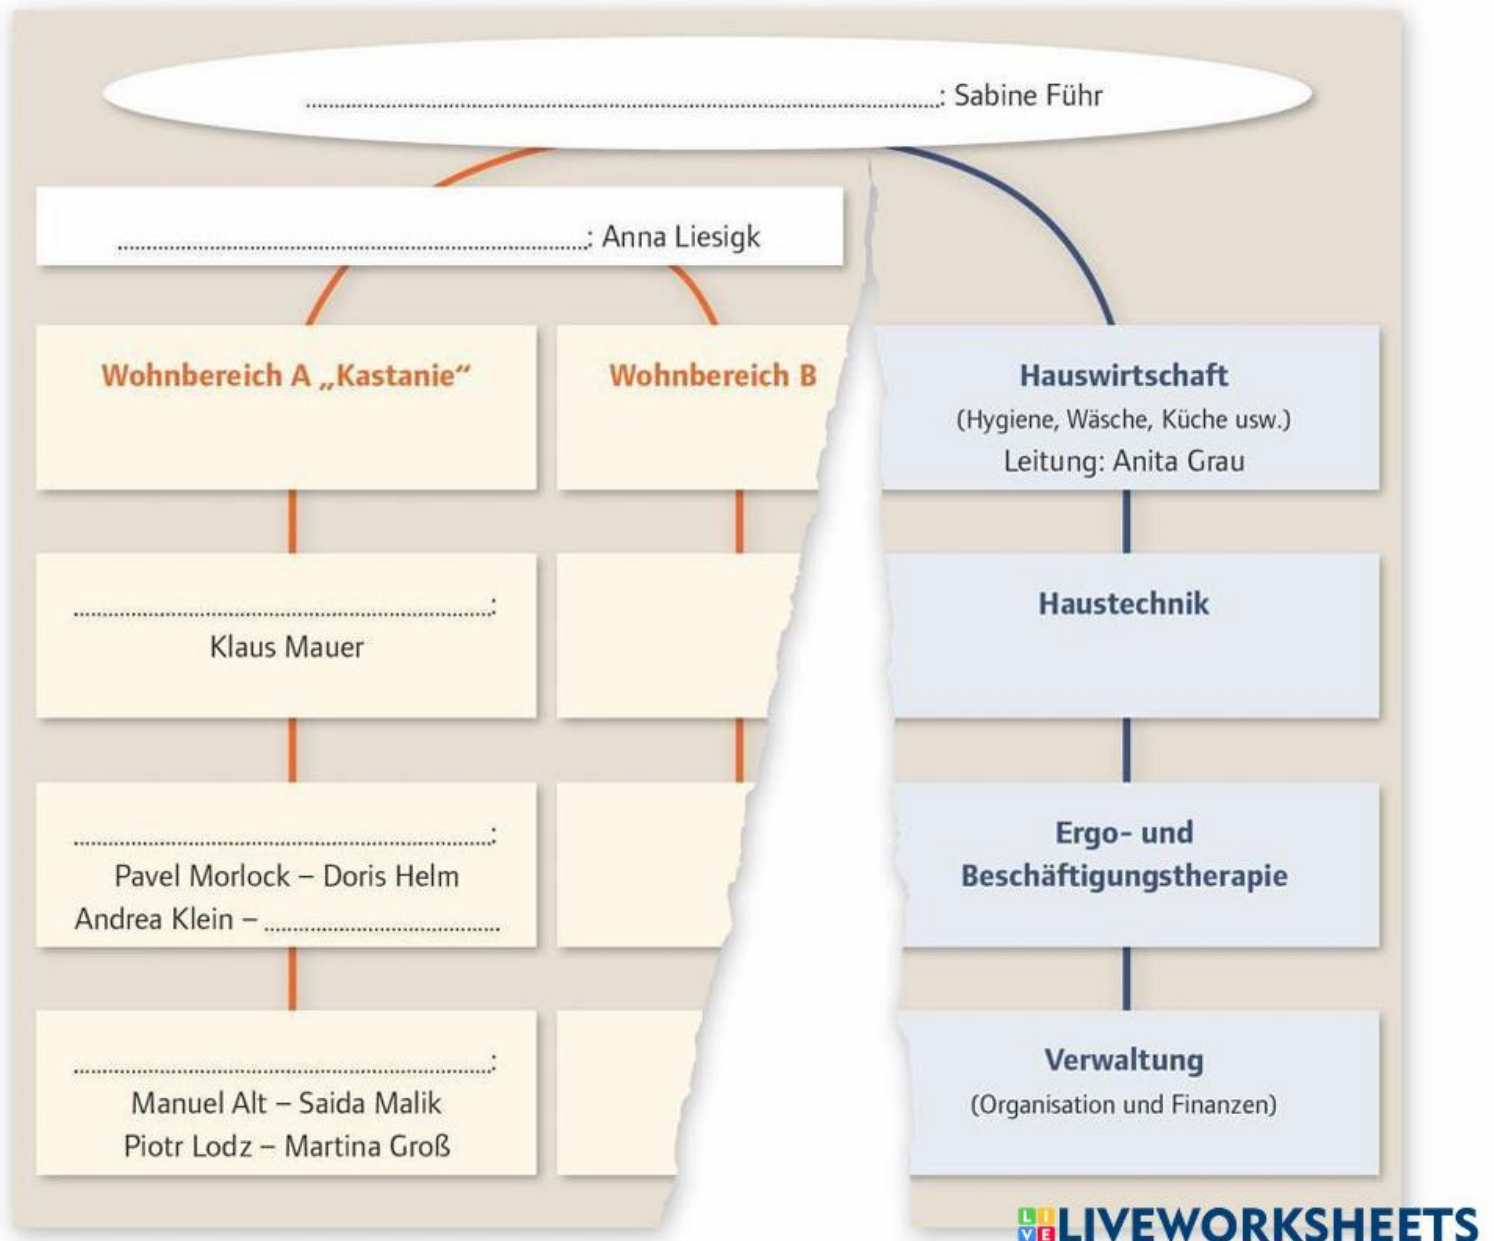 : Sabine Führ
: Anna Liesigk
Wohnbereich A „Kastanie“
Wohnbereich B
Hauswirtschaft
(Hygiene, Wäsche, Küche usw.)
Leitung: Anita Grau
:
Klaus Mauer
Haustechnik
:
Pavel Morlock – Doris Helm
Andrea Klein –
Ergo- und
Beschäftigungstherapie
:
Manuel Alt – Saida Malik
Piotr Lodz – Martina Groß
Verwaltung
(Organisation und Finanzen)
LIVE LIVEWORKSHEETS